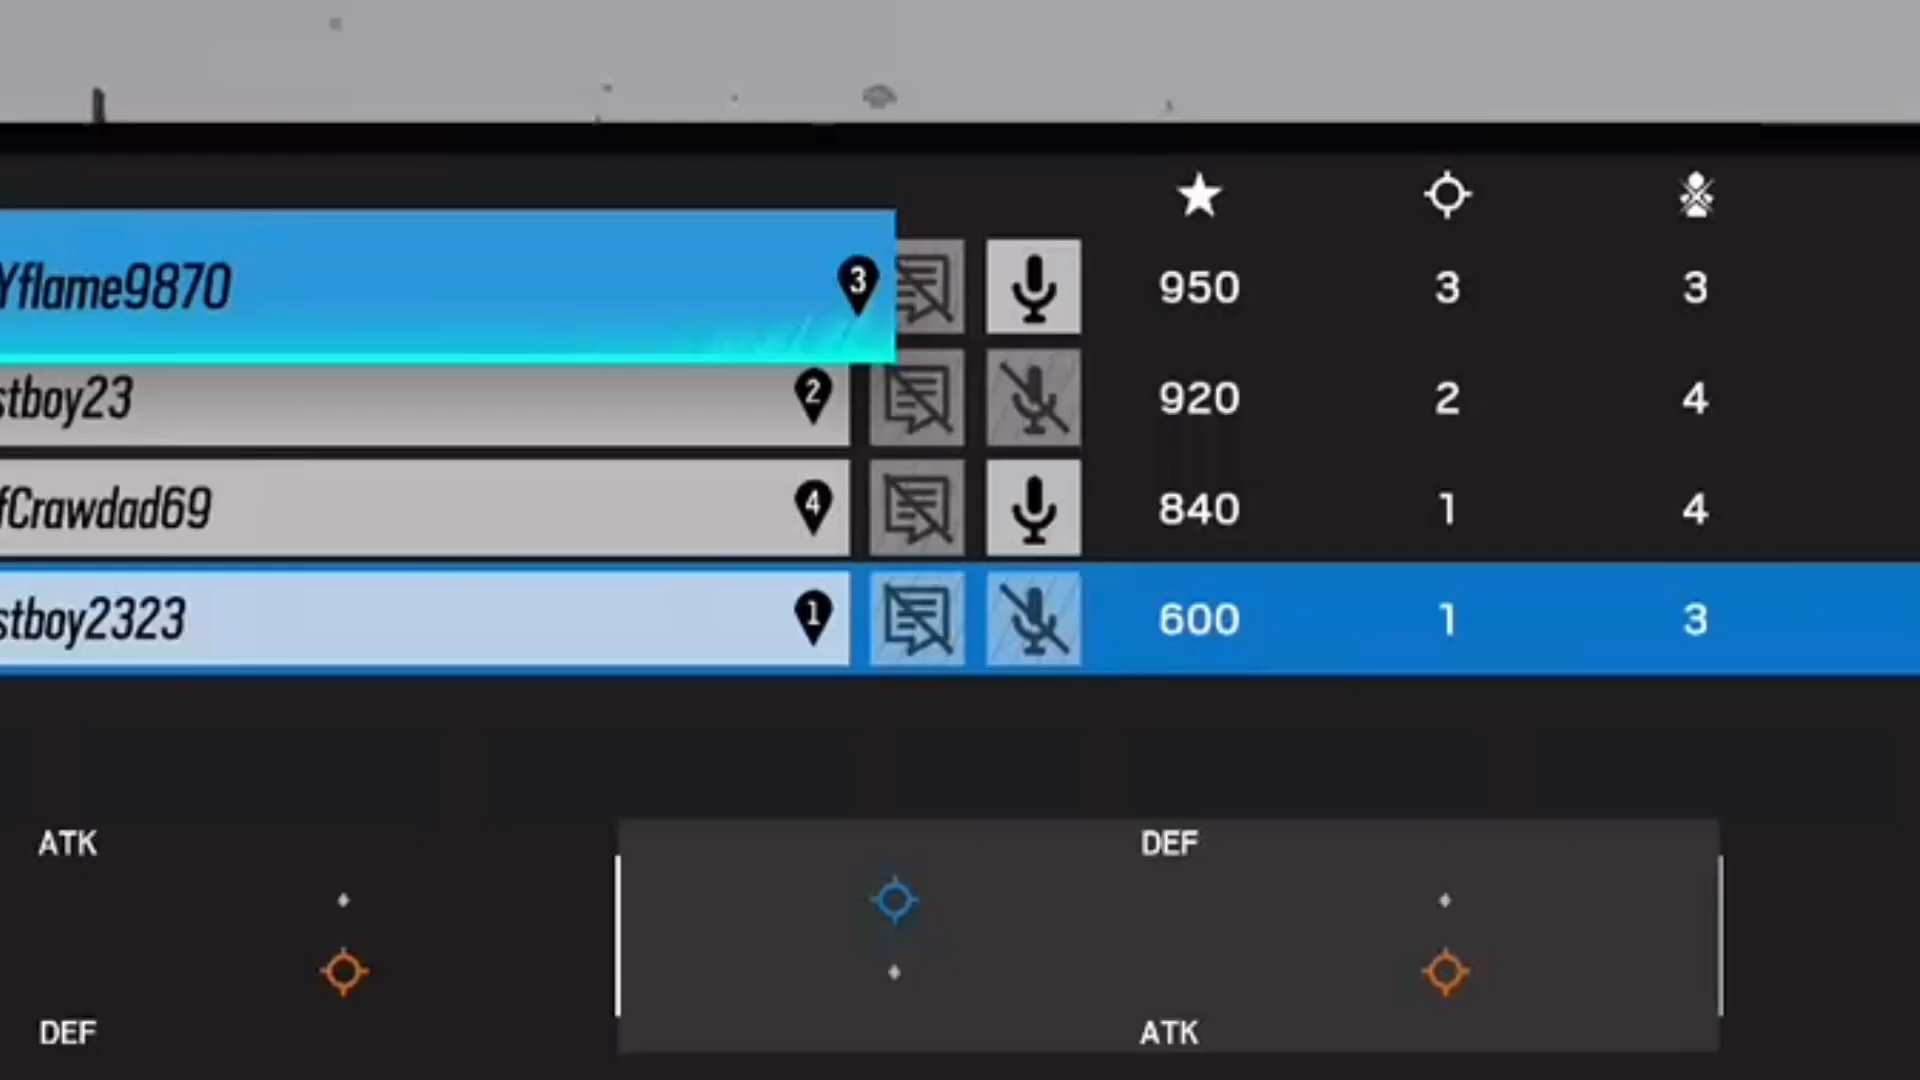 Yflame9870 3 950 3 3
stboy23 2 920 2 4
fCrawdad69 4 840 1 4
stboy2323 1 600 1 3
ATK DEF
DEF ATK